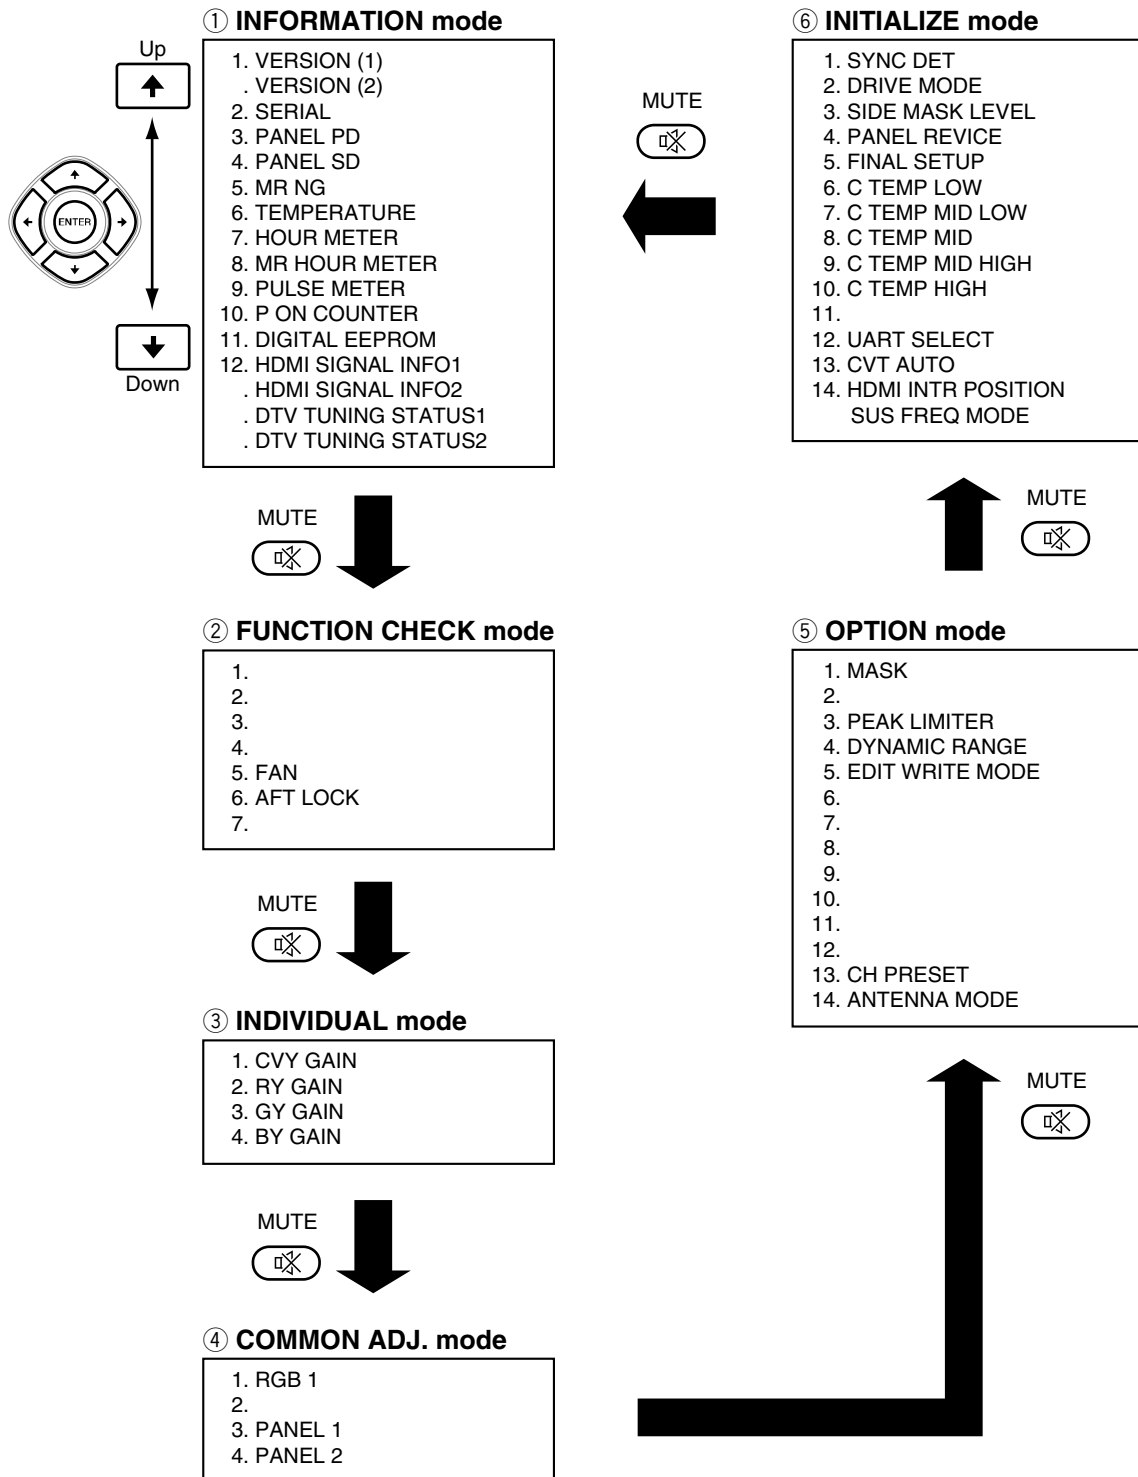 ① INFORMATION mode
Up
ENTER
Down
1. VERSION (1)
. VERSION (2)
2. SERIAL
3. PANEL PD
4. PANEL SD
5. MR NG
6. TEMPERATURE
7. HOUR METER
8. MR HOUR METER
9. PULSE METER
10. P ON COUNTER
11. DIGITAL EEPROM
12. HDMI SIGNAL INFO1
. HDMI SIGNAL INFO2
. DTV TUNING STATUS1
. DTV TUNING STATUS2
MUTE
② FUNCTION CHECK mode
1.
2.
3.
4.
5. FAN
6. AFT LOCK
7.
MUTE
③ INDIVIDUAL mode
1. CVY GAIN
2. RY GAIN
3. GY GAIN
4. BY GAIN
MUTE
④ COMMON ADJ. mode
1. RGB 1
2.
3. PANEL 1
4. PANEL 2
MUTE
⑤ OPTION mode
1. MASK
2.
3. PEAK LIMITER
4. DYNAMIC RANGE
5. EDIT WRITE MODE
6.
7.
8.
9.
10.
11.
12.
13. CH PRESET
14. ANTENNA MODE
MUTE
⑥ INITIALIZE mode
1. SYNC DET
2. DRIVE MODE
3. SIDE MASK LEVEL
4. PANEL REVICE
5. FINAL SETUP
6. C TEMP LOW
7. C TEMP MID LOW
8. C TEMP MID
9. C TEMP MID HIGH
10. C TEMP HIGH
11.
12. UART SELECT
13. CVT AUTO
14. HDMI INTR POSITION
SUS FREQ MODE
MUTE